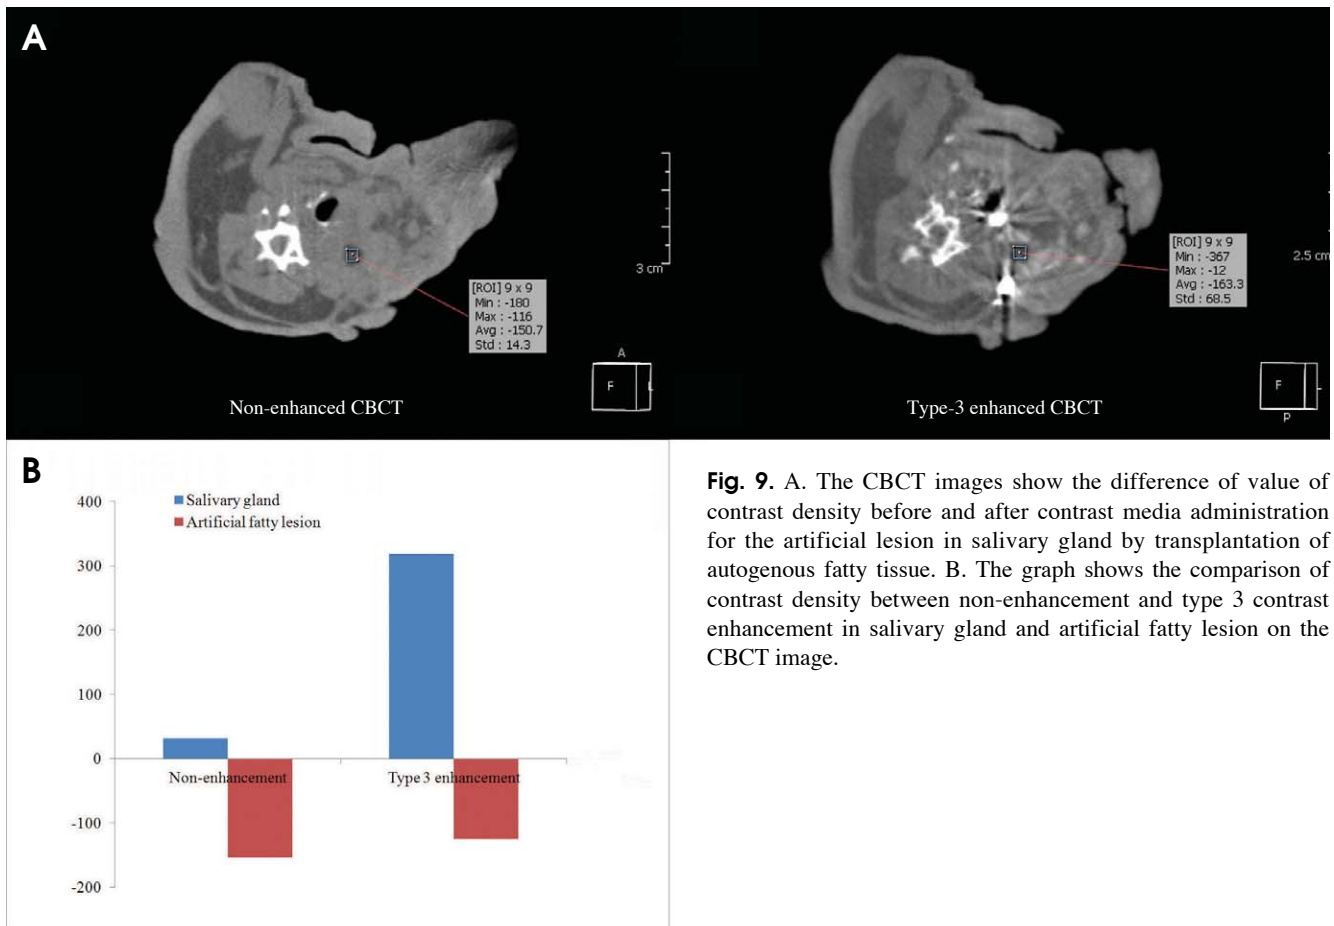 A
[ROI] 9 x 9
Min : -180
Max : -116
Avg : -150.7
Std : 14.3
3 cm
A
F
L
Non-enhanced CBCT
[ROI] 9 x 9
Min : -367
Max : -12
Avg : -163.3
Std : 68.5
2.5 cm
F
P
Type-3 enhanced CBCT
B
Salivary gland
Artificial fatty lesion
400
300
200
100
0
-100
-200
Non-enhancement
Type 3 enhancement
Fig. 9. A. The CBCT images show the difference of value of
contrast density before and after contrast media administration
for the artificial lesion in salivary gland by transplantation of
autogenous fatty tissue. B. The graph shows the comparison of
contrast density between non-enhancement and type 3 contrast
enhancement in salivary gland and artificial fatty lesion on the
CBCT image.